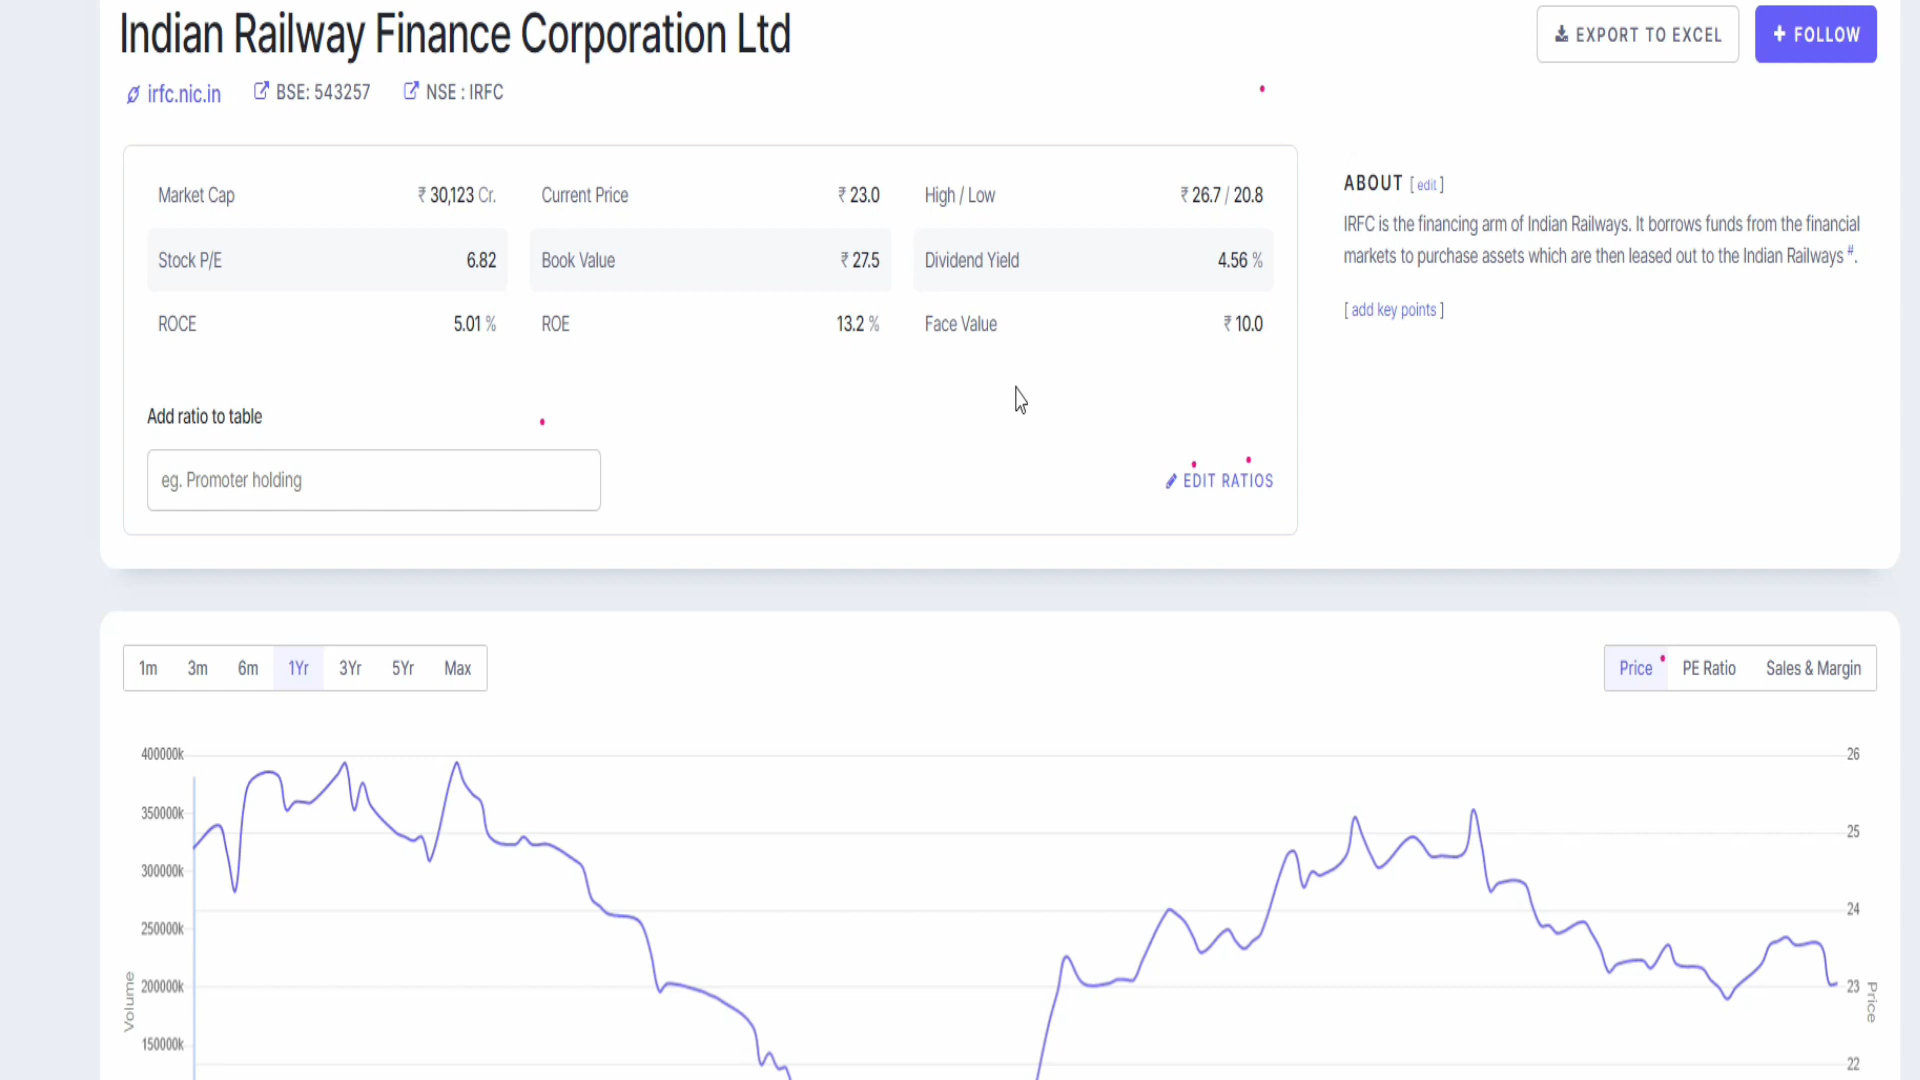 Indian Railway Finance Corporation Ltd
EXPORT TO EXCEL
+ FOLLOW
irfc.nic.in
BSE: 543257
NSE : IRFC
Market Cap ₹ 30,123 Cr.
Current Price ₹ 23.0
High / Low ₹ 26.7 / 20.8
Stock P/E 6.82
Book Value ₹ 27.5
Dividend Yield 4.56 %
ROCE 5.01 %
ROE 13.2 %
Face Value ₹ 10.0
Add ratio to table
eg. Promoter holding
EDIT RATIOS
ABOUT [ edit ]
IRFC is the financing arm of Indian Railways. It borrows funds from the financial
markets to purchase assets which are then leased out to the Indian Railways #.
[ add key points ]
1m 3m 6m 1Yr 3Yr 5Yr Max
Price PE Ratio Sales & Margin
400000k
350000k
300000k
250000k
200000k
150000k
Volume
26
25
24
23
22
Price